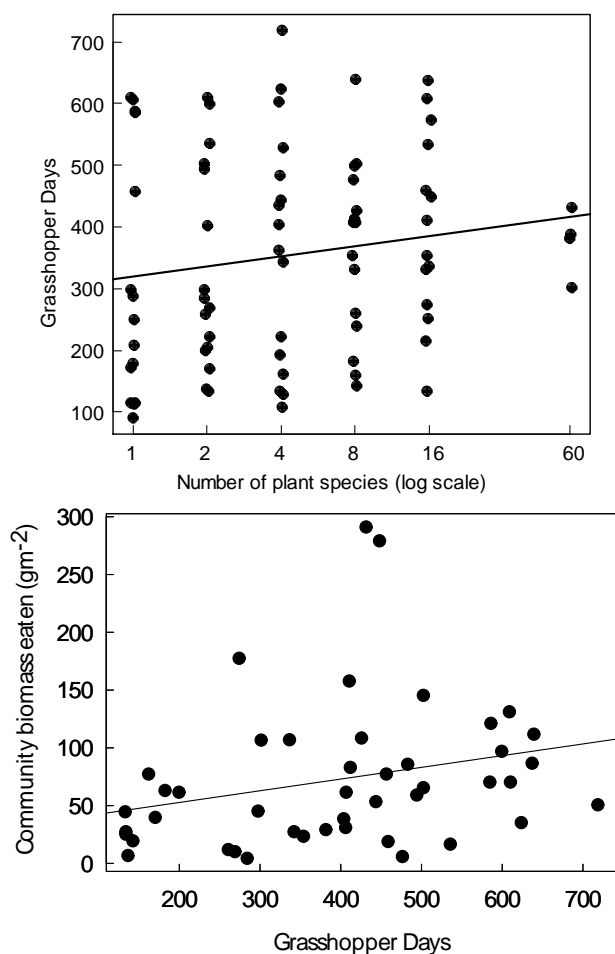 700
600
500
400
300
200
100
Grasshopper Days
1 2 4 8 16 60
Number of plant species (log scale)
300
250
200
150
100
50
0
Community biomass eaten (gm-2)
200 300 400 500 600 700
Grasshopper Days